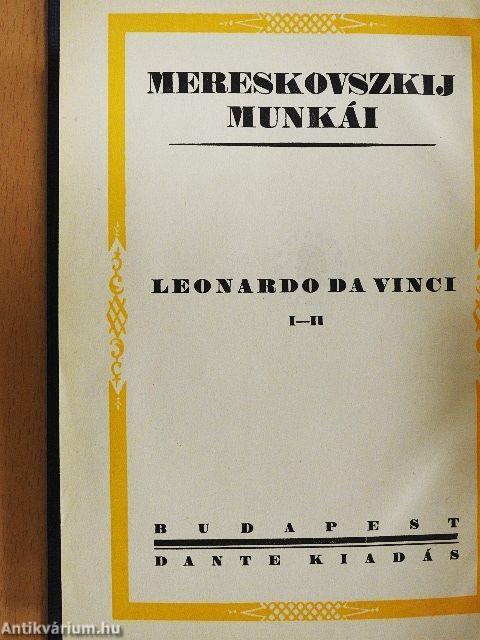 MERESKOVSZKIJ
MUNKÁI
LEONARDO DA VINCI
I—II
BUDAPEST
DANTE KIADÁS
Antikvárium.hu